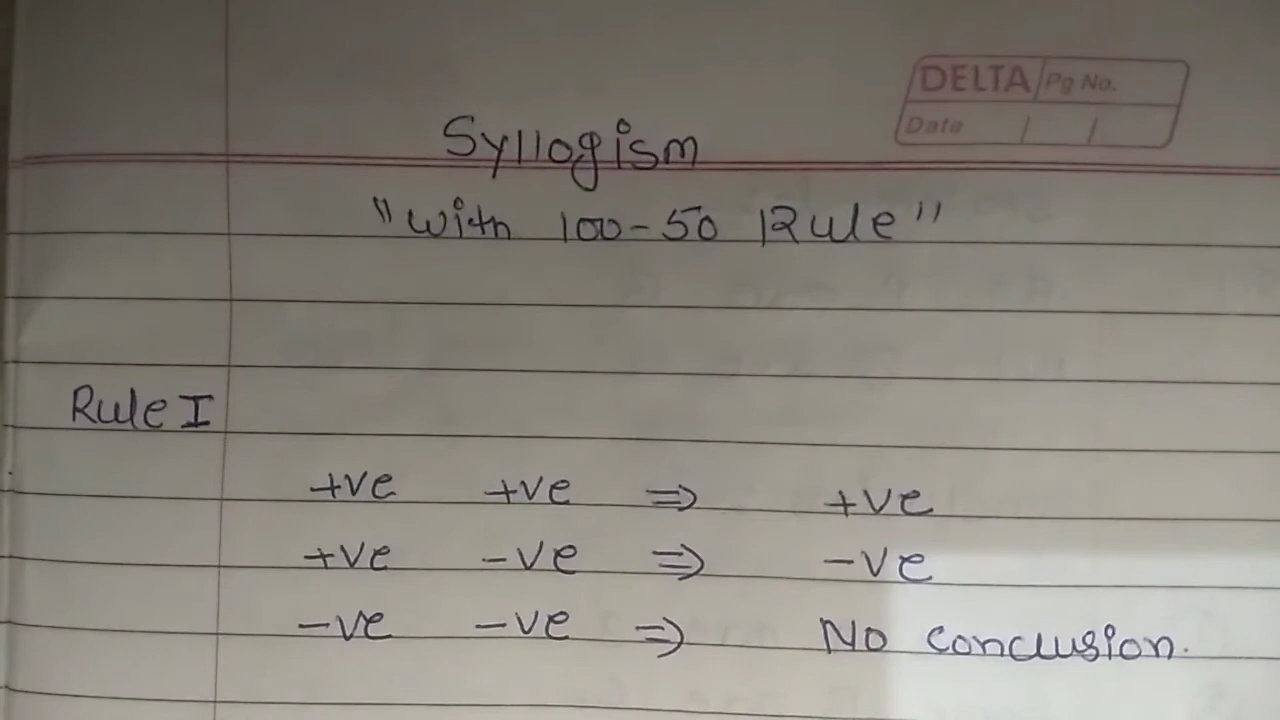 DELTA Pg No.
Date / /
Syllogism
"With 100-50 Rule"
Rule I
+ve +ve ⇒ +ve
+ve -ve ⇒ -ve
-ve -ve ⇒ No conclusion.